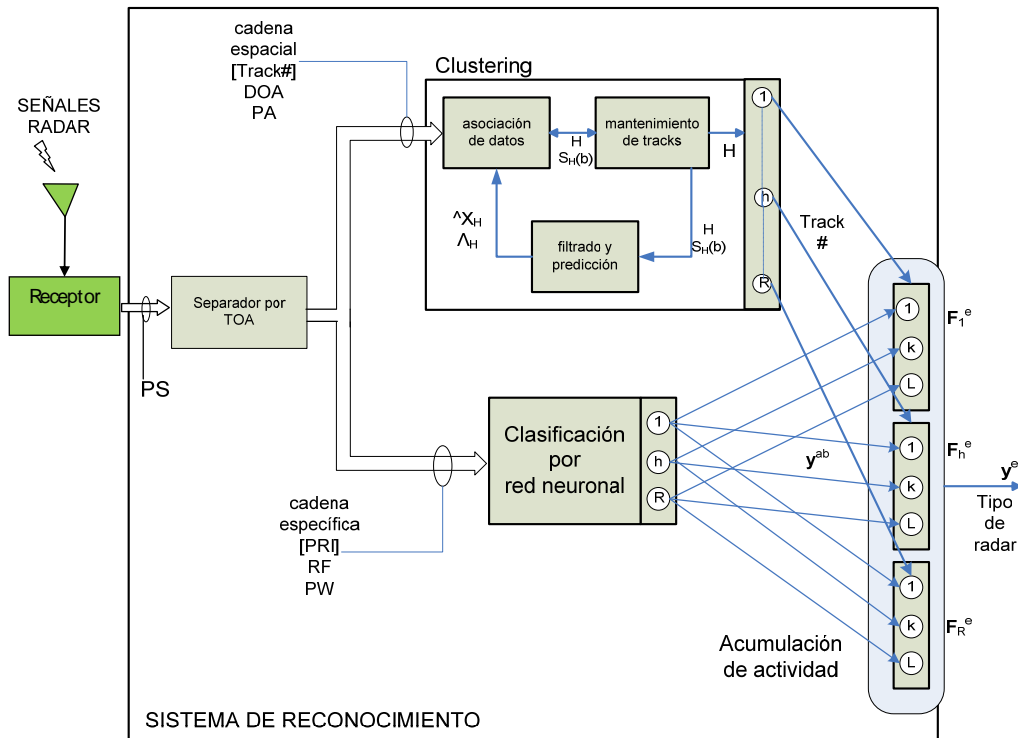 cadena
espacial
[Track#]
DOA
PA
SEÑALES
RADAR
Receptor
PS
Separador por
TOA
Clustering
asociación
de datos
H
S_H(b)
mantenimiento
de tracks
H
^X_H
Λ_H
filtrado y
predicción
H
S_H(b)
1
h
R
Track
#
Clasificación
por
red neuronal
1
h
R
y^ab
cadena
específica
[PRI]
RF
PW
1
k
L
F_1^e
1
k
L
F_h^e
1
k
L
F_R^e
y^e
Tipo
de
radar
Acumulación
de actividad
SISTEMA DE RECONOCIMIENTO